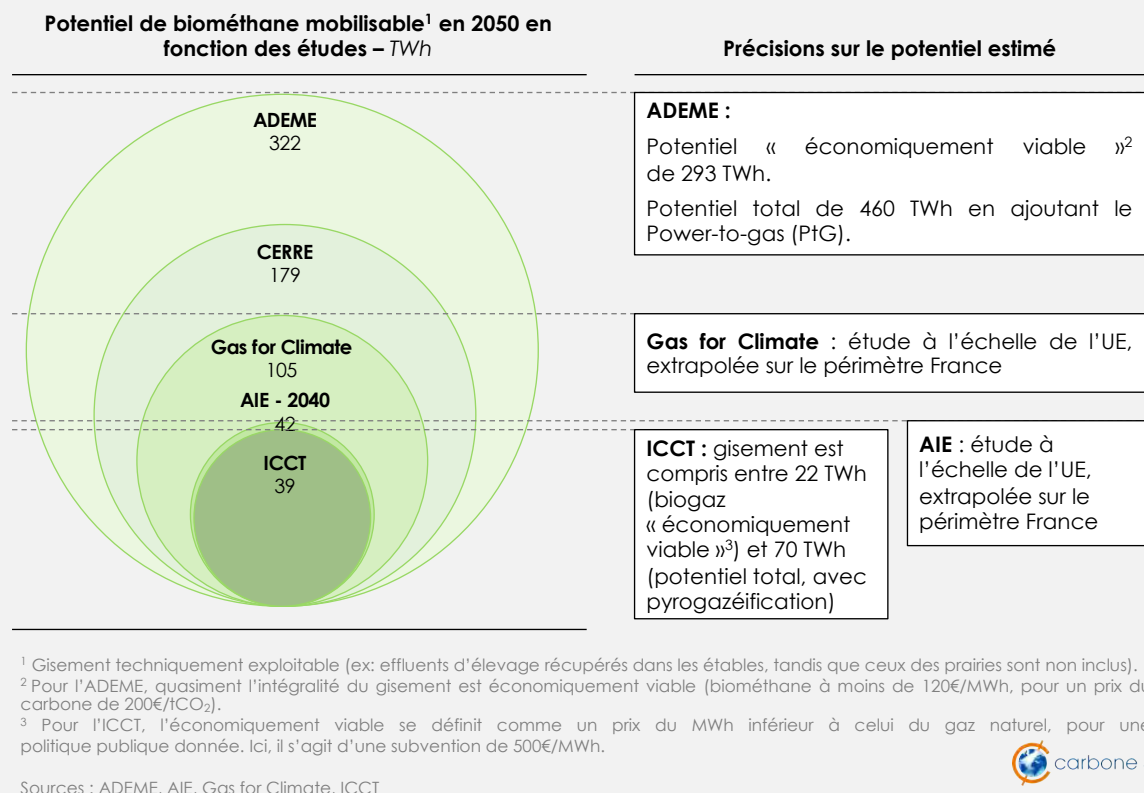 Potentiel de biométhane mobilisable¹ en 2050 en
fonction des études – TWh
Précisions sur le potentiel estimé
ADEME
322
CERRE
179
Gas for Climate
105
AIE - 2040
42
ICCT
39
ADEME :
Potentiel « économiquement viable »²
de 293 TWh.
Potentiel total de 460 TWh en ajoutant le
Power-to-gas (PtG).
Gas for Climate : étude à l’échelle de l’UE,
extrapolée sur le périmètre France
ICCT : gisement est
compris entre 22 TWh
(biogaz
« économiquement
viable »³) et 70 TWh
(potentiel total, avec
pyrogazéification)
AIE : étude à
l’échelle de l’UE,
extrapolée sur le
périmètre France
¹ Gisement techniquement exploitable (ex: effluents d’élevage récupérés dans les étables, tandis que ceux des prairies sont non inclus).
² Pour l’ADEME, quasiment l’intégralité du gisement est économiquement viable (biométhane à moins de 120€/MWh, pour un prix du
carbone de 200€/tCO₂).
³ Pour l’ICCT, l’économiquement viable se définit comme un prix du MWh inférieur à celui du gaz naturel, pour une
politique publique donnée. Ici, il s’agit d’une subvention de 500€/MWh.
carbone
Sources : ADEME, AIE, Gas for Climate, ICCT